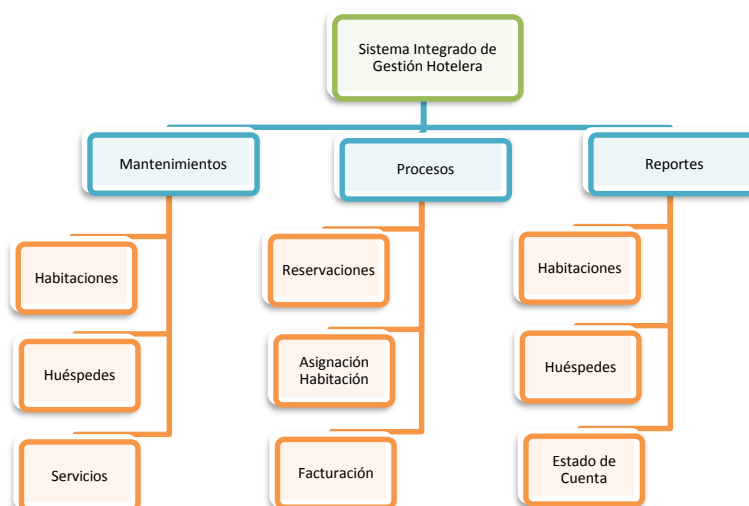 Sistema Integrado de
Gestión Hotelera
Mantenimientos
Procesos
Reportes
Habitaciones
Reservaciones
Habitaciones
Huéspedes
Asignación
Habitación
Huéspedes
Servicios
Facturación
Estado de
Cuenta